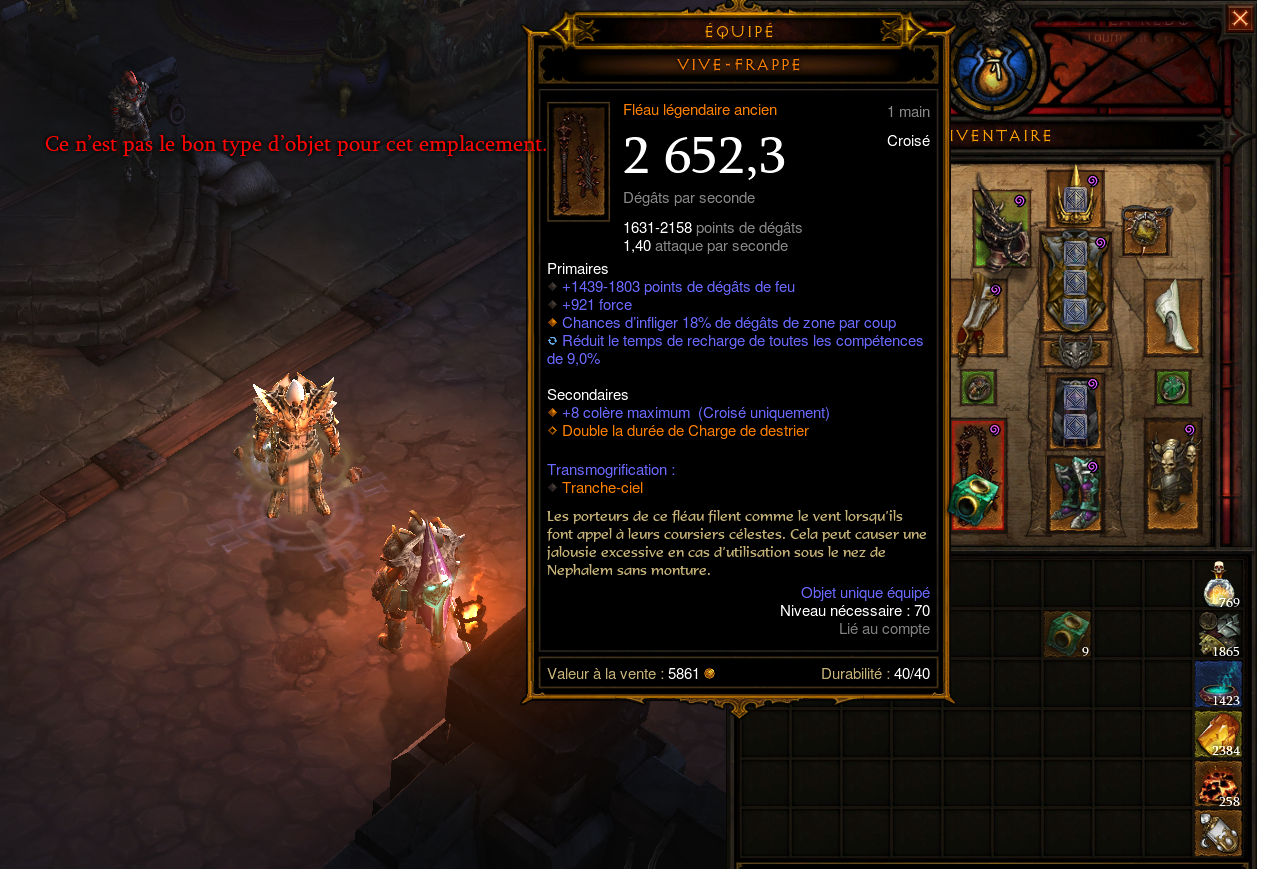 ÉQUIPÉ
VIVE-FRAPPE
Fléau légendaire ancien
1 main
2 652,3
Croisé
Dégâts par seconde
1631-2158 points de dégâts
1,40 attaque par seconde
Primaires
+1439-1803 points de dégâts de feu
+921 force
Chances d'infliger 18% de dégâts de zone par coup
Réduit le temps de recharge de toutes les compétences
de 9,0%
Secondaires
+8 colère maximum (Croisé uniquement)
Double la durée de Charge de destrier
Transmogrification :
Tranche-ciel
Les porteurs de ce fléau filent comme le vent lorsqu'ils
font appel à leurs coursiers célestes. Cela peut causer une
jalousie excessive en cas d'utilisation sous le nez de
Nephalem sans monture.
Objet unique équipé
Niveau nécessaire : 70
Lié au compte
Valeur à la vente : 5861
Durabilité : 40/40
Ce n'est pas le bon type d'objet pour cet emplacement.
VENTAIRE
769
9
1865
1423
2384
258